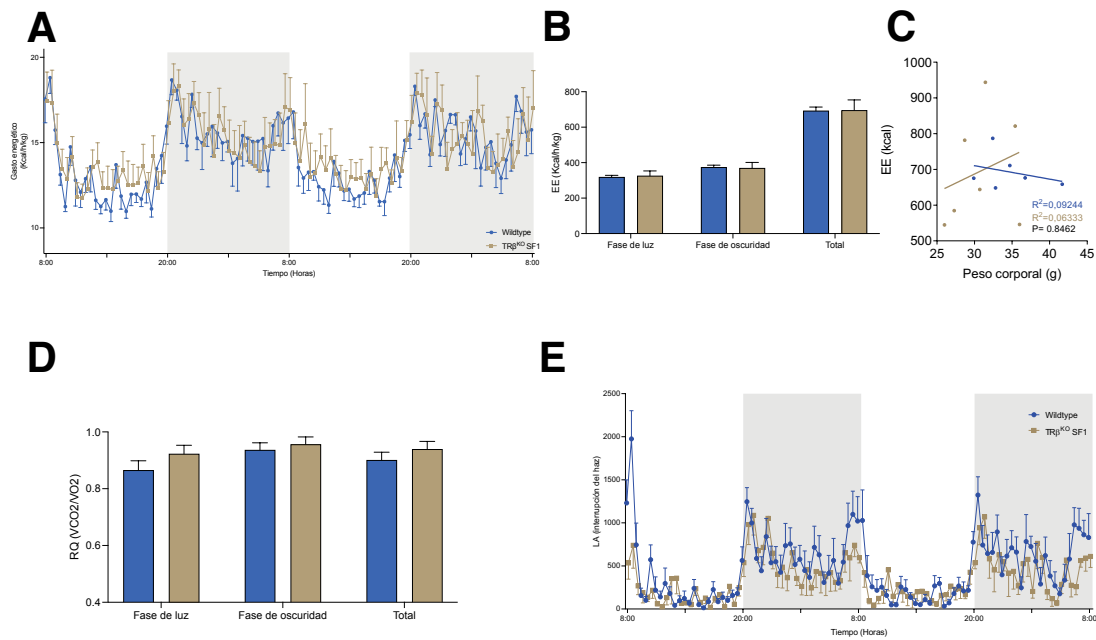 A
Gasto energético
(Kcal/h/kg)
20
15
10
8:00
20:00
8:00
20:00
8:00
Tiempo (Horas)
Wildtype
TRβᴷᴼ SF1
B
EE (Kcal/h/kg)
800
600
400
200
0
Fase de luz
Fase de oscuridad
Total
C
EE (kcal)
1000
900
800
700
600
500
25
30
35
40
45
R²=0,09244
R²=0,06333
P= 0.8462
Peso corporal (g)
D
RQ (VCO2/VO2)
1.0
0.8
0.6
0.4
Fase de luz
Fase de oscuridad
Total
E
LA (interrupción del haz)
2500
2000
1500
1000
500
0
8:00
20:00
8:00
20:00
8:00
Tiempo (Horas)
Wildtype
TRβᴷᴼ SF1